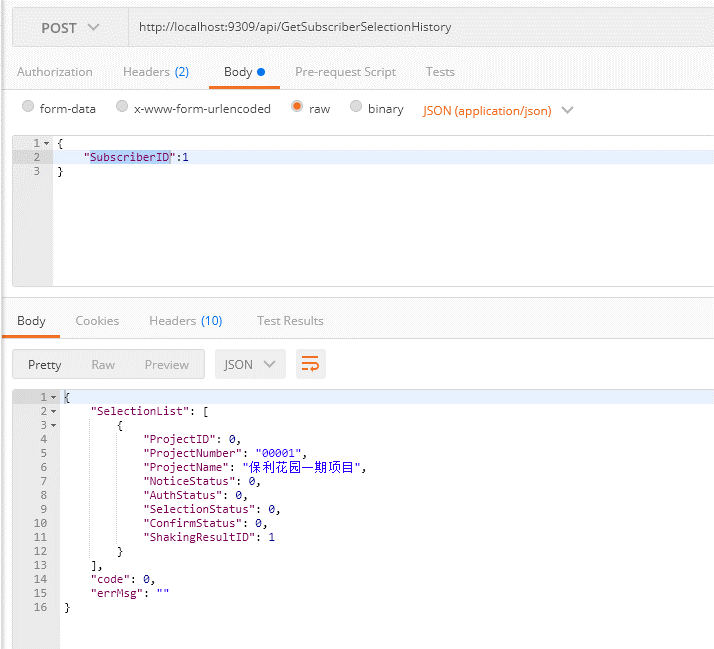 POST http://localhost:9309/api/GetSubscriberSelectionHistory
Authorization Headers (2) Body Pre-request Script Tests
form-data x-www-form-urlencoded raw binary JSON (application/json)
1 {
2 "SubscriberID":1
3 }
Body Cookies Headers (10) Test Results
Pretty Raw Preview JSON
1 {
2 "SelectionList": [
3 {
4 "ProjectID": 0,
5 "ProjectNumber": "00001",
6 "ProjectName": "保利花园一期项目",
7 "NoticeStatus": 0,
8 "AuthStatus": 0,
9 "SelectionStatus": 0,
10 "ConfirmStatus": 0,
11 "ShakingResultID": 1
12 }
13 ],
14 "code": 0,
15 "errMsg": ""
16 }